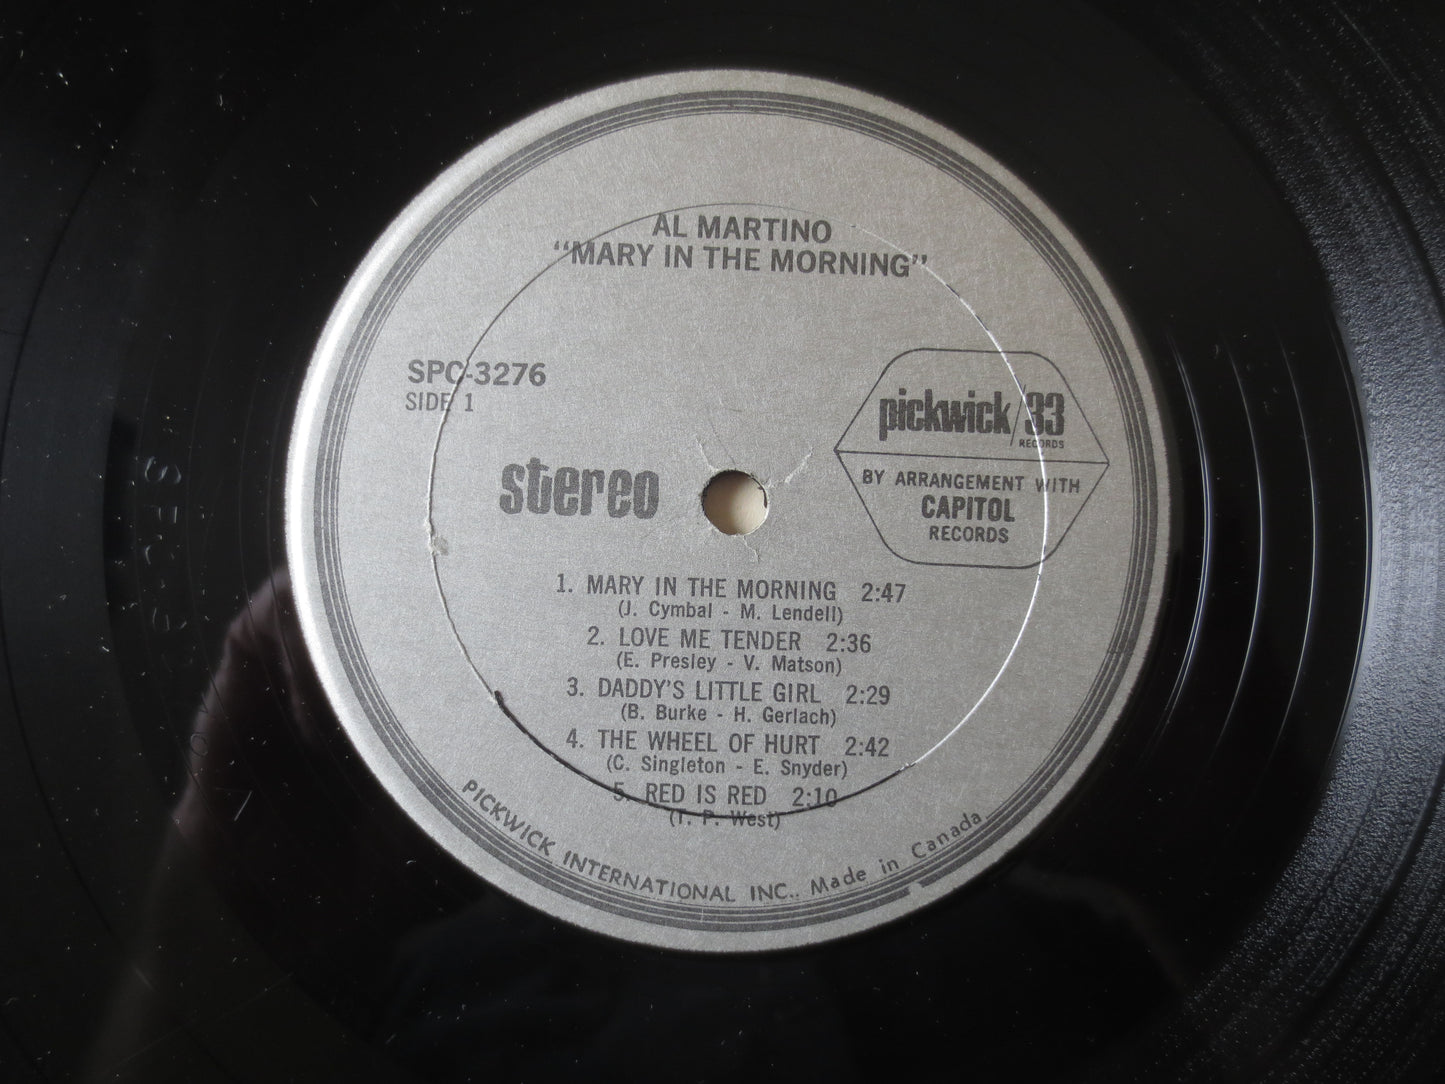 AL MARTINO
“MARY IN THE MORNING”
SPC-3276
SIDE 1
pickwick/33
RECORDS
BY ARRANGEMENT WITH
CAPITOL
RECORDS
stereo
1. MARY IN THE MORNING 2:47
(J. Cymbal - M. Lendell)
2. LOVE ME TENDER 2:36
(E. Presley - V. Matson)
3. DADDY'S LITTLE GIRL 2:29
(B. Burke - H. Gerlach)
4. THE WHEEL OF HURT 2:42
(C. Singleton - E. Snyder)
5. RED IS RED 2:10
(T. P. West)
PICKWICK INTERNATIONAL INC.. Made in Canada